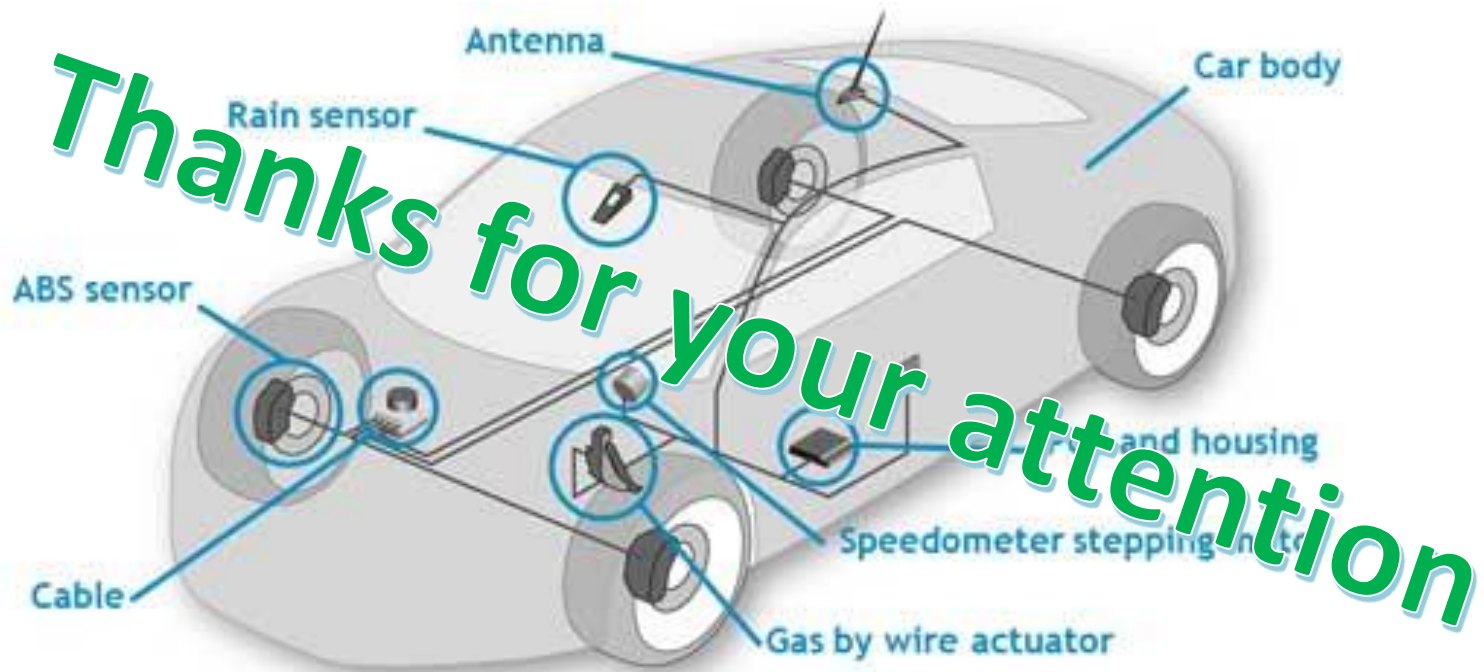 Antenna
Car body
Rain sensor
Thanks for your attention
ABS sensor
and housing
Speedometer stepping
Cable
Gas by wire actuator